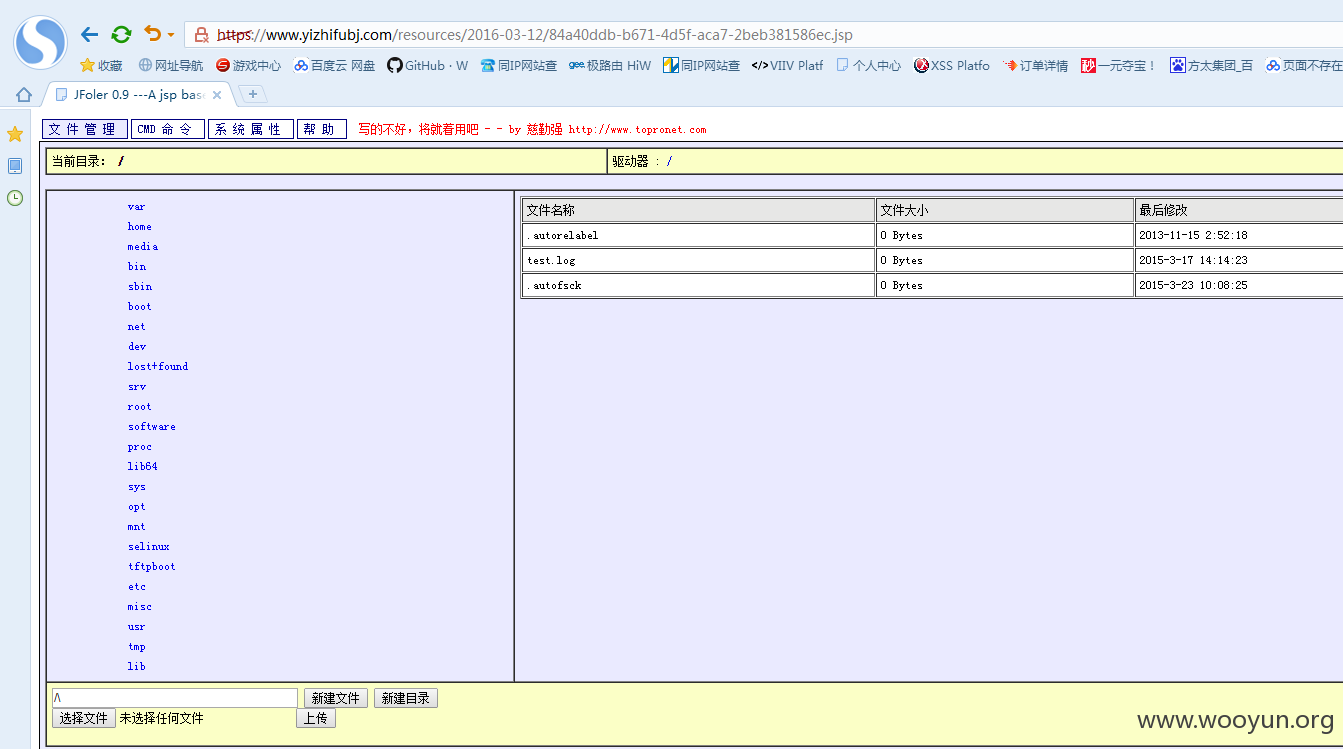 https://www.yizhifubj.com/resources/2016-03-12/84a40ddb-b671-4d5f-aca7-2beb381586ec.jsp
收藏 网址导航 游戏中心 百度云 网盘 GitHub · W 同IP网站查 极路由 HiW 同IP网站查 </> VIIV Platf 个人中心 XSS Platfo 订单详情 一元夺宝！ 方太集团_百 页面不存在
JFoler 0.9 ---A jsp base
文 件 管 理 CMD 命 令 系 统 属 性 帮 助 写的不好，将就着用吧 - - by 慈勤强 http://www.topronet.com
当前目录： / 驱动器 : /
var
home
media
bin
sbin
boot
net
dev
lost+found
srv
root
software
proc
lib64
sys
opt
mnt
selinux
tftpboot
etc
misc
usr
tmp
lib
文件名称 文件大小 最后修改
.autorelabel 0 Bytes 2013-11-15 2:52:18
test.log 0 Bytes 2015-3-17 14:14:23
.autofsck 0 Bytes 2015-3-23 10:08:25
/\ 新建文件 新建目录
选择文件 未选择任何文件 上传
www.wooyun.org